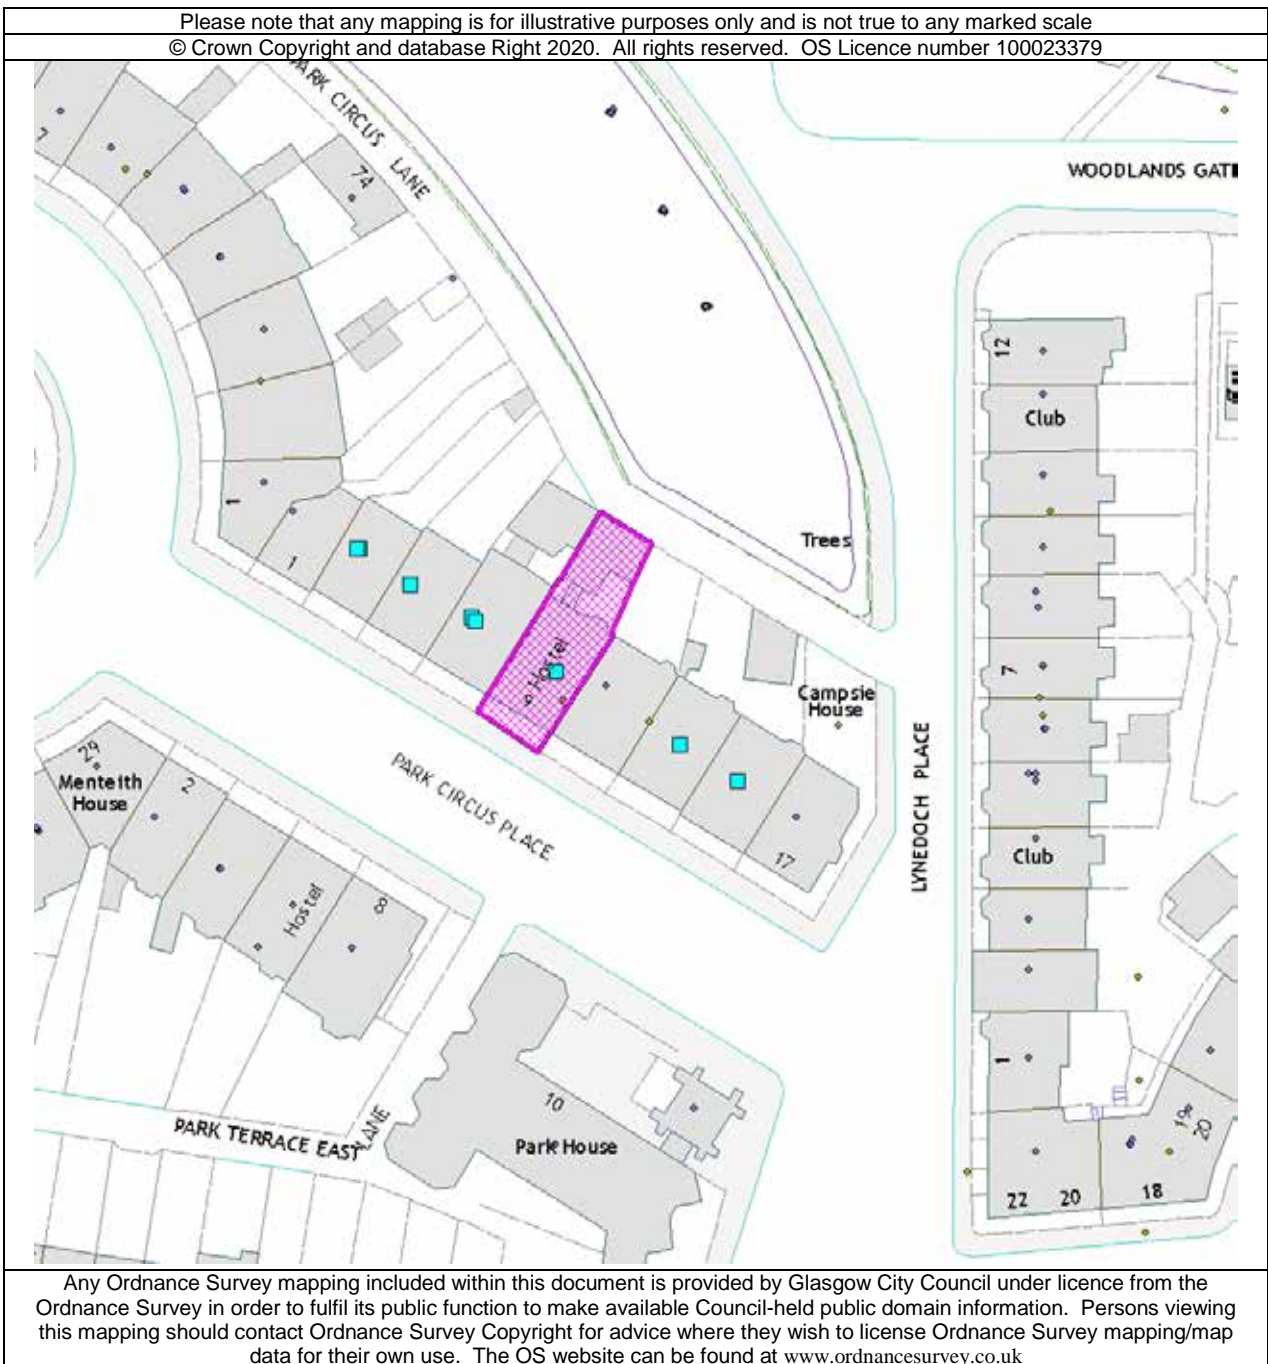 Please note that any mapping is for illustrative purposes only and is not true to any marked scale
© Crown Copyright and database Right 2020. All rights reserved. OS Licence number 100023379
PARK CIRCUS LANE
7
74
WOODLANDS GATE
12
Club
1
1
Trees
Hostel
7
Campsie
House
29
Menteith
House
2
PARK CIRCUS PLACE
LYNEDOCH PLACE
17
Club
Hostel
8
1
10
Park House
PARK TERRACE EAST
LANE
19
20
22
20
18
Any Ordnance Survey mapping included within this document is provided by Glasgow City Council under licence from the
Ordnance Survey in order to fulfil its public function to make available Council-held public domain information. Persons viewing
this mapping should contact Ordnance Survey Copyright for advice where they wish to license Ordnance Survey mapping/map
data for their own use. The OS website can be found at www.ordnancesurvey.co.uk